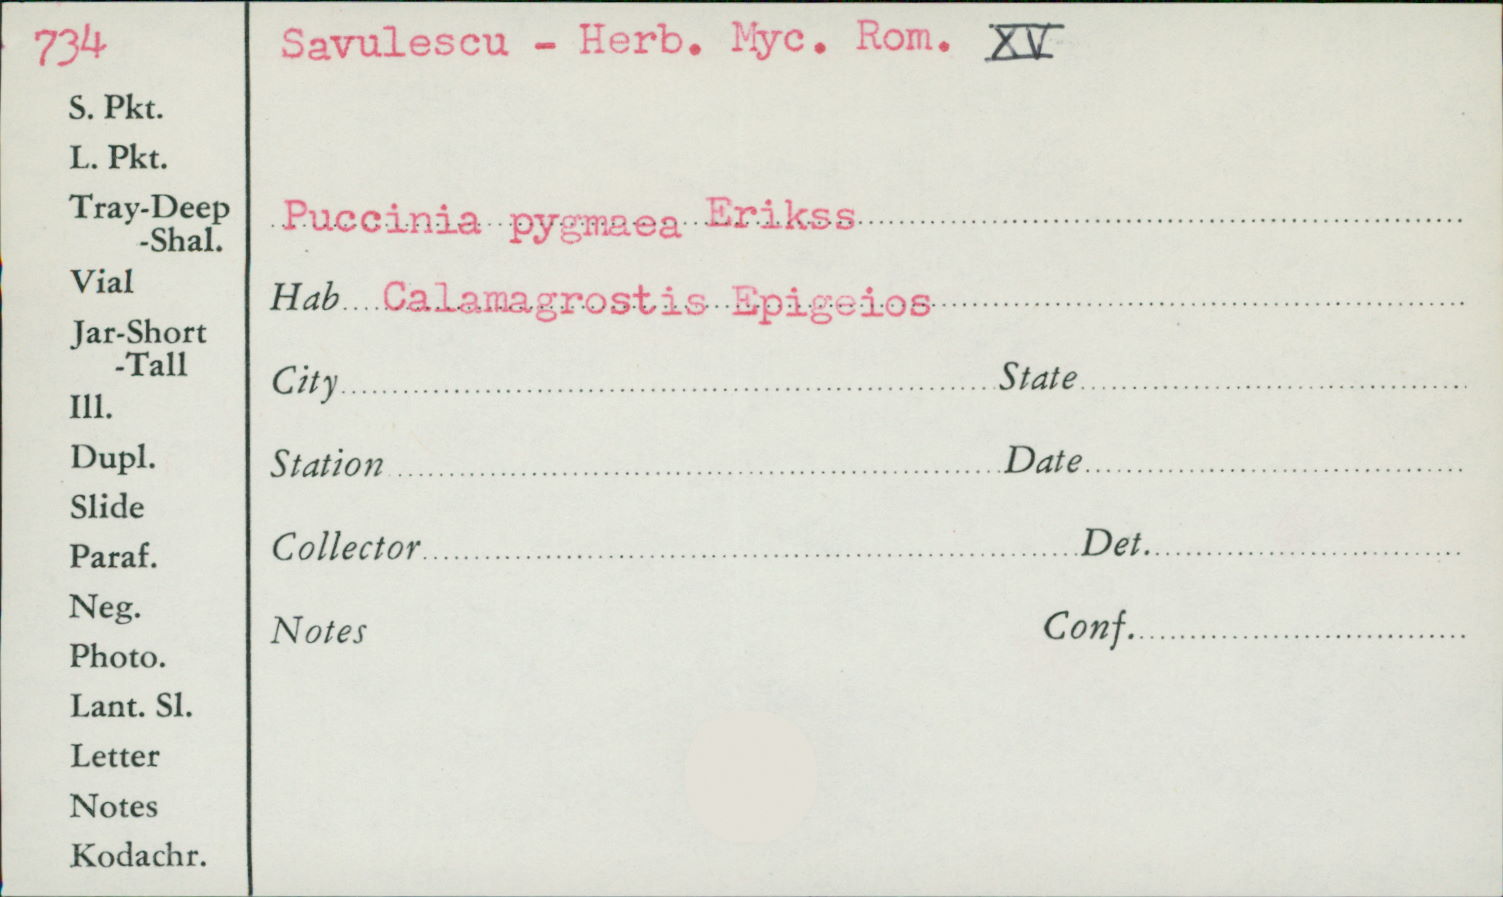 734
Savulescu - Herb. Myc. Rom. XV
S. Pkt.
L. Pkt.
Tray-Deep
-Shal.
Vial
Jar-Short
-Tall
Ill.
Dupl.
Slide
Paraf.
Neg.
Photo.
Lant. Sl.
Letter
Notes
Kodachr.
Puccinia pygmaea Erikss
Hab Calamagrostis Epigeios
City State
Station Date
Collector Det.
Notes Conf.